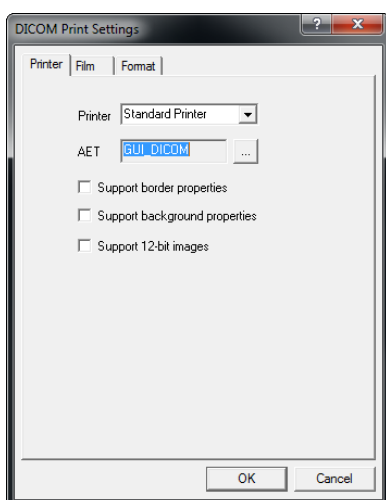 DICOM Print Settings
?
X
Printer Film Format
Printer Standard Printer
AET GUI_DICOM ...
Support border properties
Support background properties
Support 12-bit images
OK Cancel